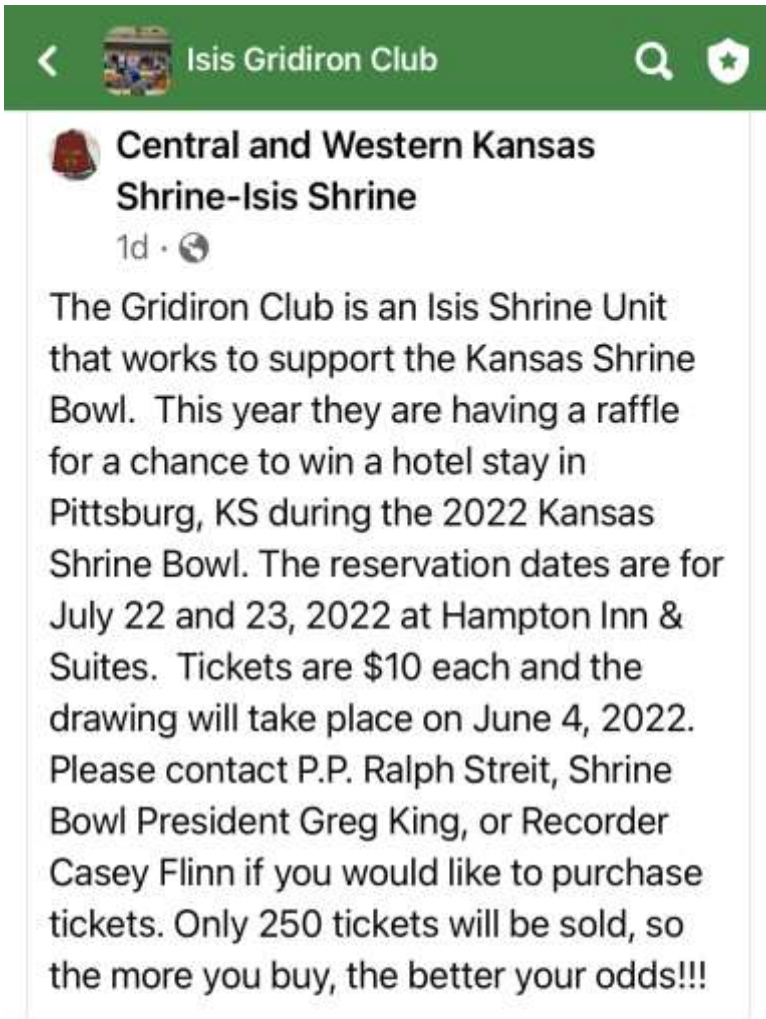 Isis Gridiron Club
Central and Western Kansas
Shrine-Isis Shrine
1d ·
The Gridiron Club is an Isis Shrine Unit
that works to support the Kansas Shrine
Bowl.  This year they are having a raffle
for a chance to win a hotel stay in
Pittsburg, KS during the 2022 Kansas
Shrine Bowl. The reservation dates are for
July 22 and 23, 2022 at Hampton Inn &
Suites.  Tickets are $10 each and the
drawing will take place on June 4, 2022.
Please contact P.P. Ralph Streit, Shrine
Bowl President Greg King, or Recorder
Casey Flinn if you would like to purchase
tickets. Only 250 tickets will be sold, so
the more you buy, the better your odds!!!